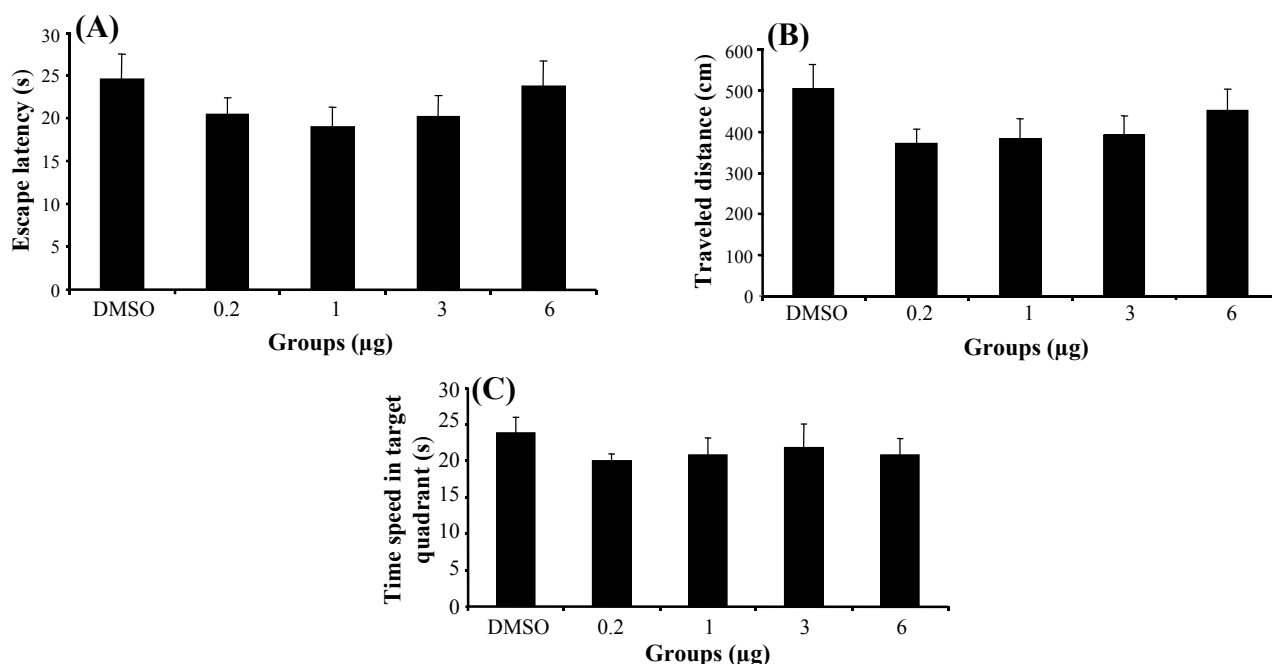 (A)
Escape latency (s)
30
25
20
15
10
5
0
DMSO 0.2 1 3 6
Groups (µg)
(B)
Traveled distance (cm)
600
500
400
300
200
100
0
DMSO 0.2 1 3 6
Groups (µg)
(C)
Time speed in target
quadrant (s)
30
25
20
15
10
5
0
DMSO 0.2 1 3 6
Groups (µg)